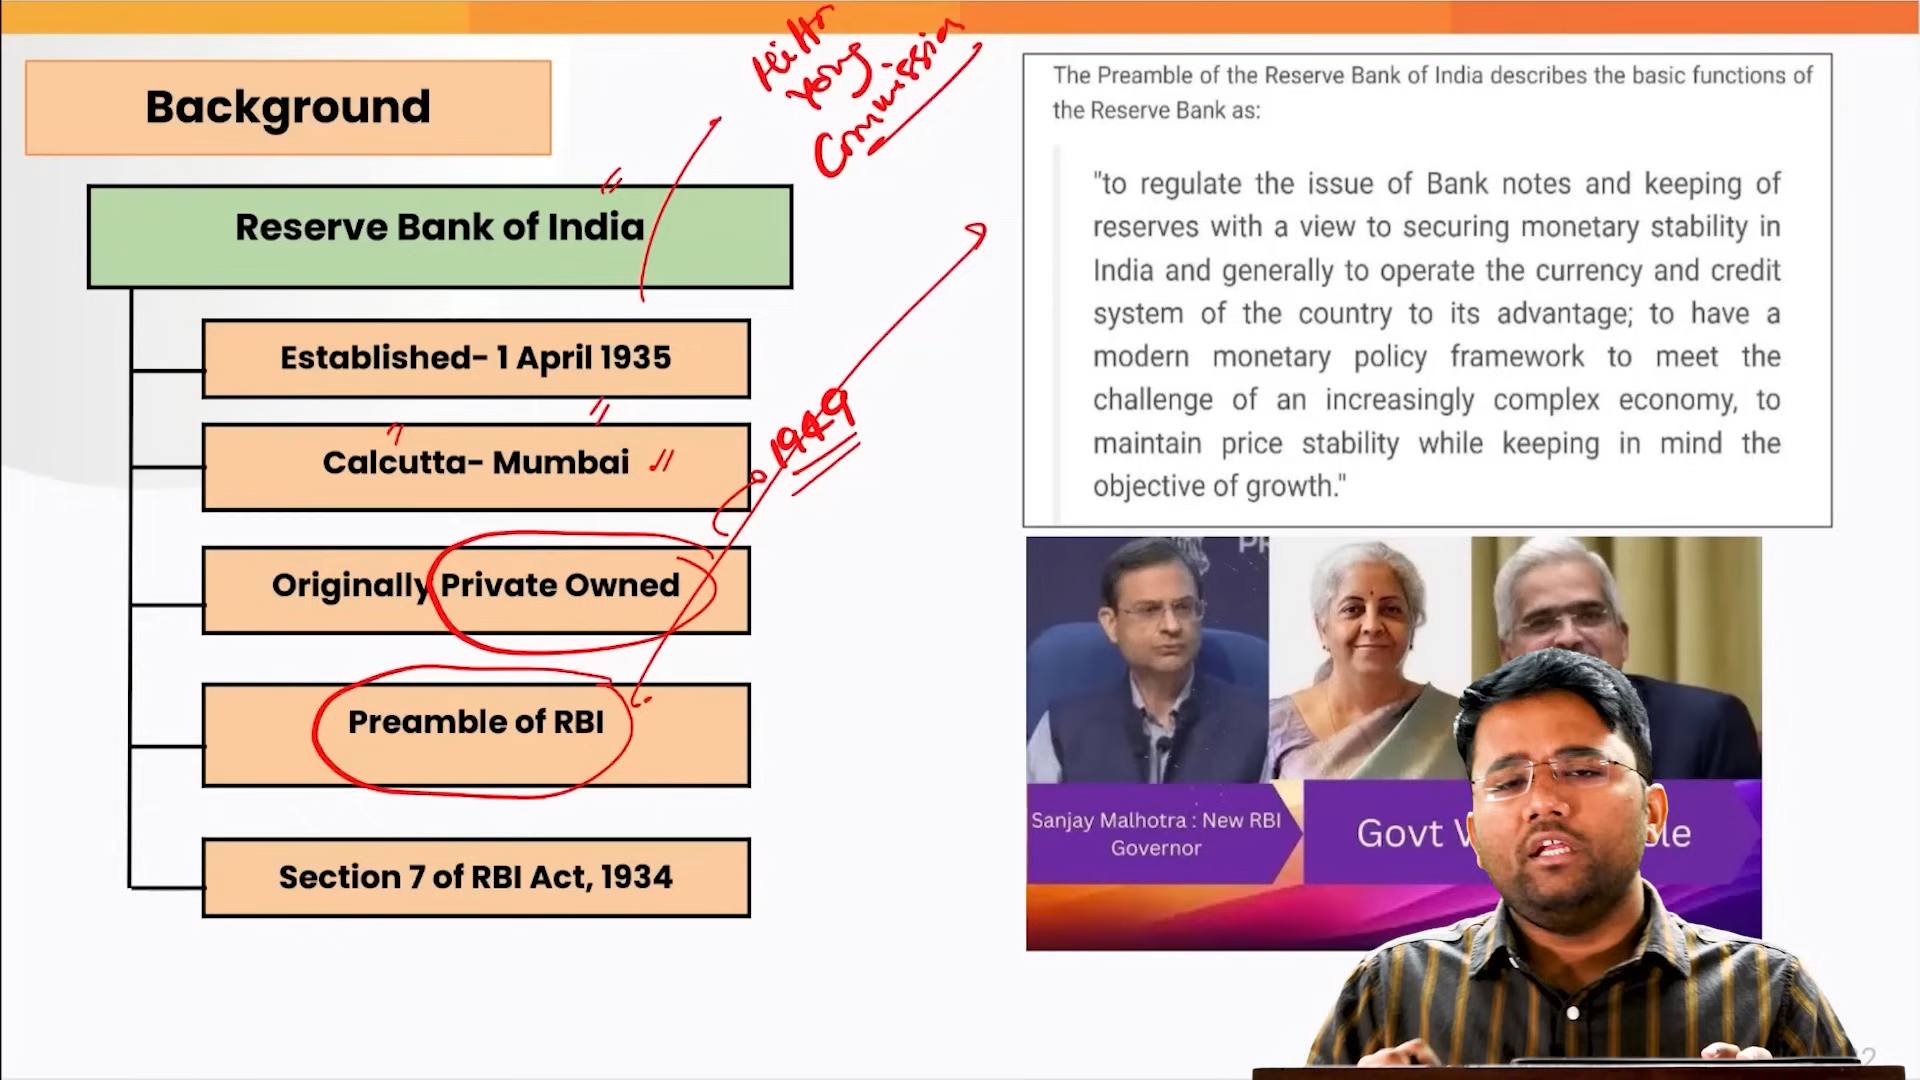 Background
Reserve Bank of India
Established- 1 April 1935
Calcutta- Mumbai
Originally Private Owned
Preamble of RBI
Section 7 of RBI Act, 1934
Commission
1949
The Preamble of the Reserve Bank of India describes the basic functions of
the Reserve Bank as:
"to regulate the issue of Bank notes and keeping of
reserves with a view to securing monetary stability in
India and generally to operate the currency and credit
system of the country to its advantage; to have a
modern monetary policy framework to meet the
challenge of an increasingly complex economy, to
maintain price stability while keeping in mind the
objective of growth."
Sanjay Malhotra : New RBI
Governor
Govt